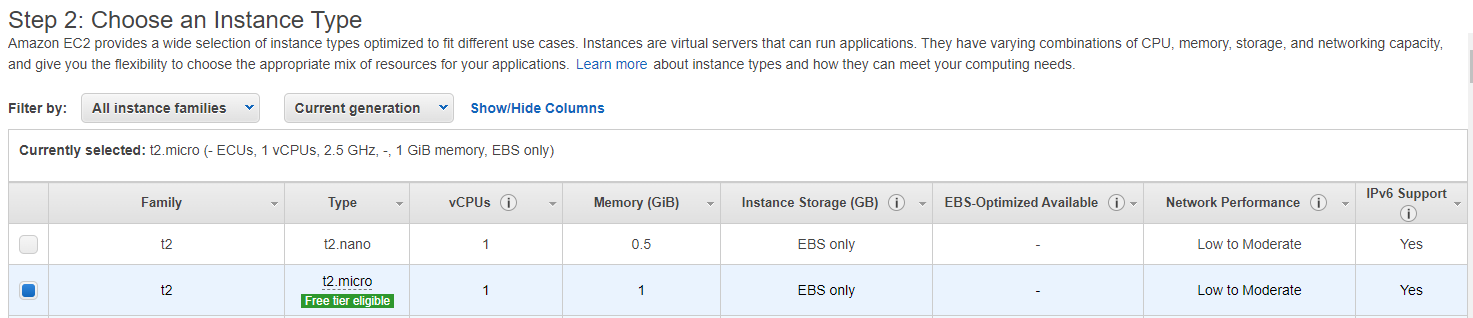 Step 2: Choose an Instance Type
Amazon EC2 provides a wide selection of instance types optimized to fit different use cases. Instances are virtual servers that can run applications. They have varying combinations of CPU, memory, storage, and networking capacity,
and give you the flexibility to choose the appropriate mix of resources for your applications. Learn more about instance types and how they can meet your computing needs.
Filter by: All instance families Current generation Show/Hide Columns
Currently selected: t2.micro (- ECUs, 1 vCPUs, 2.5 GHz, -, 1 GiB memory, EBS only)
Family Type vCPUs Memory (GiB) Instance Storage (GB) EBS-Optimized Available Network Performance IPv6 Support
t2 t2.nano 1 0.5 EBS only - Low to Moderate Yes
t2 t2.micro 1 1 EBS only - Low to Moderate Yes
Free tier eligible